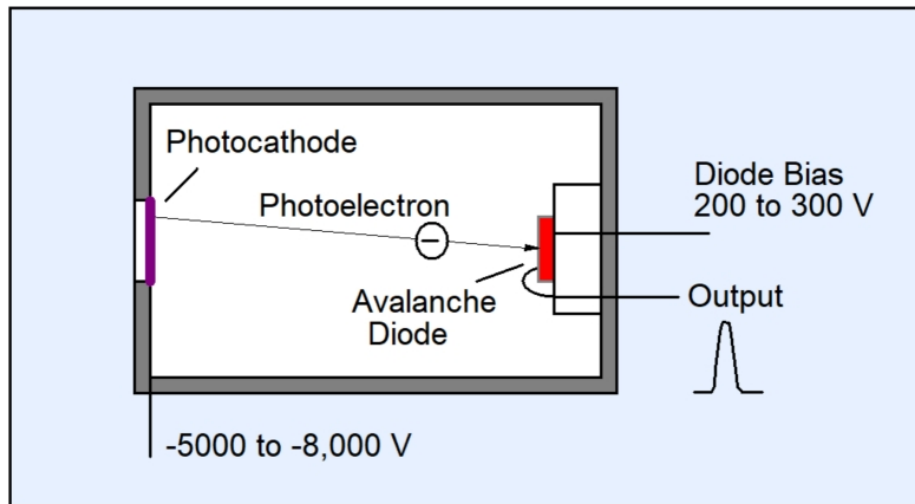 Photocathode
Photoelectron
Avalanche
Diode
Diode Bias
200 to 300 V
Output
-5000 to -8,000 V